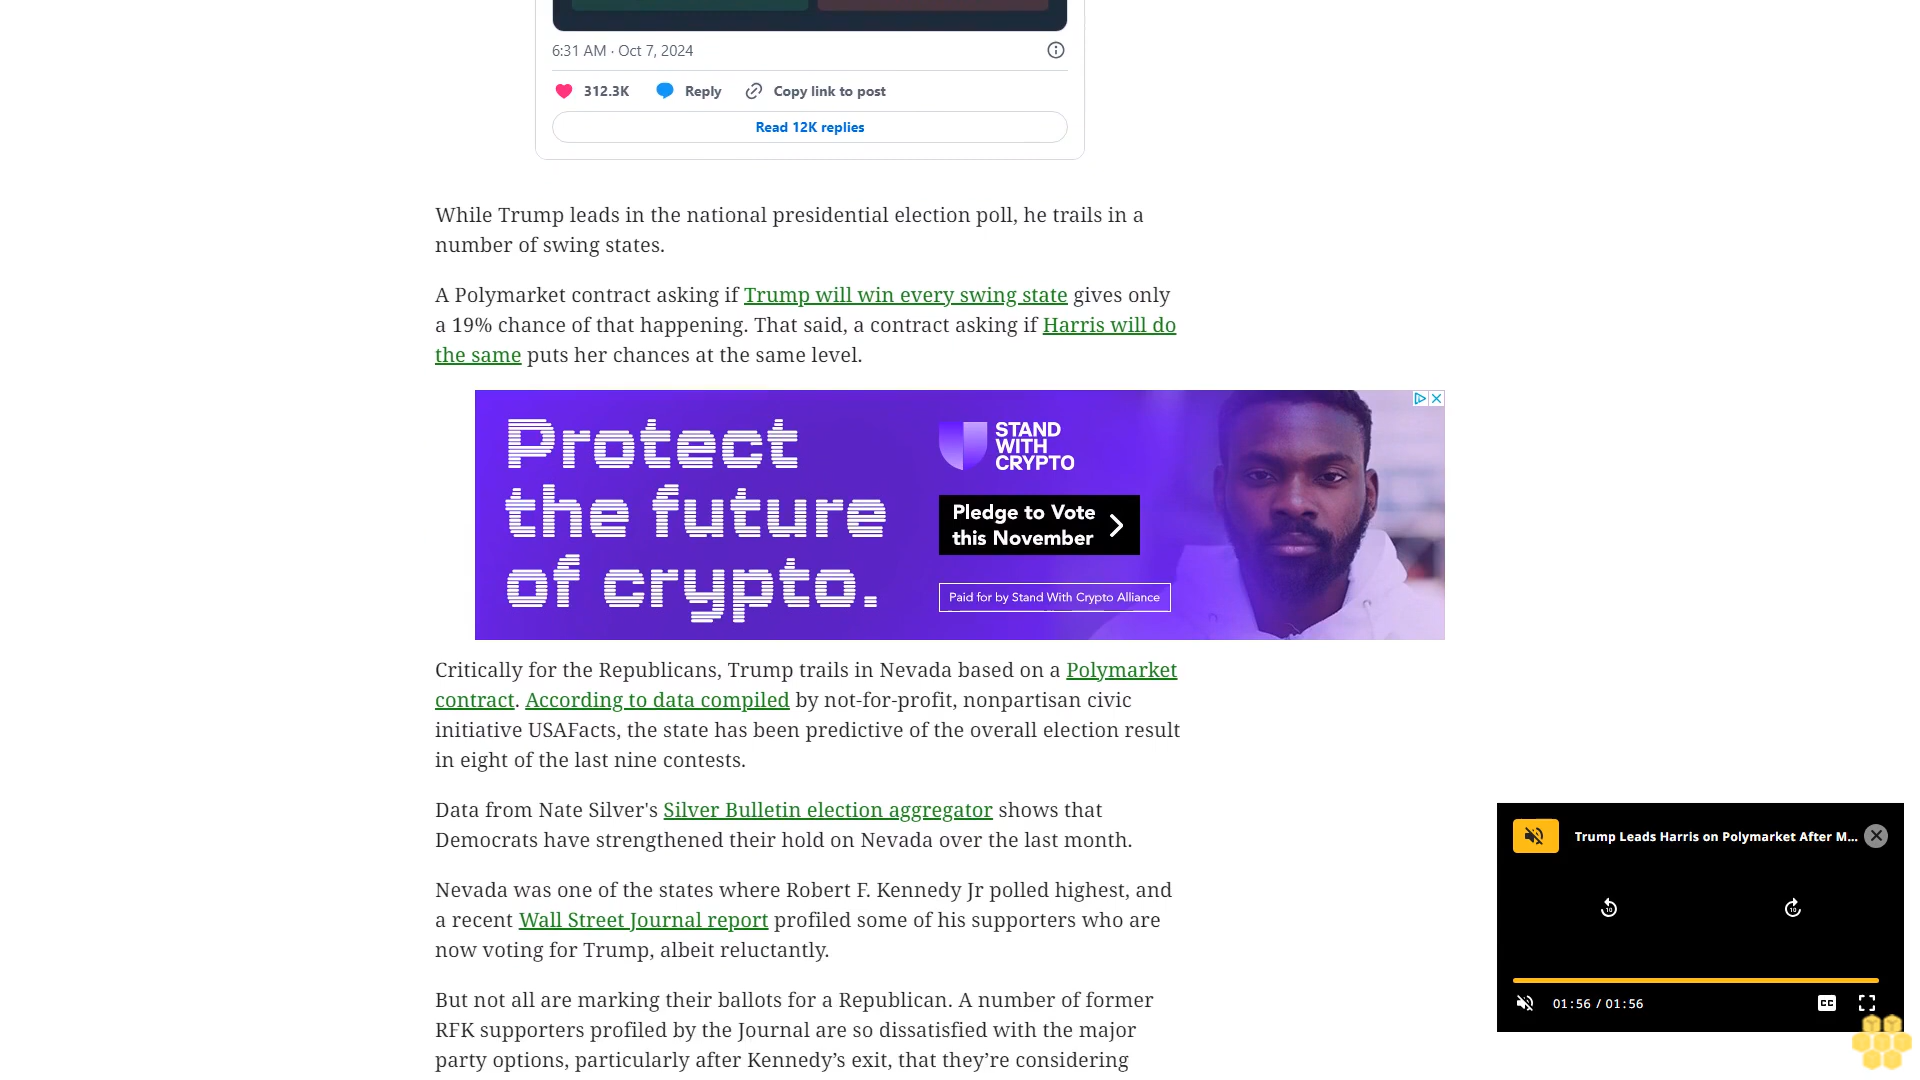 6:31 AM · Oct 7, 2024
312.3K Reply Copy link to post
Read 12K replies
While Trump leads in the national presidential election poll, he trails in a
number of swing states.
A Polymarket contract asking if Trump will win every swing state gives only
a 19% chance of that happening. That said, a contract asking if Harris will do
the same puts her chances at the same level.
Protect
the future
of crypto.
STAND
WITH
CRYPTO
Pledge to Vote
this November
Paid for by Stand With Crypto Alliance
Critically for the Republicans, Trump trails in Nevada based on a Polymarket
contract. According to data compiled by not-for-profit, nonpartisan civic
initiative USAFacts, the state has been predictive of the overall election result
in eight of the last nine contests.
Data from Nate Silver's Silver Bulletin election aggregator shows that
Democrats have strengthened their hold on Nevada over the last month.
Nevada was one of the states where Robert F. Kennedy Jr polled highest, and
a recent Wall Street Journal report profiled some of his supporters who are
now voting for Trump, albeit reluctantly.
But not all are marking their ballots for a Republican. A number of former
RFK supporters profiled by the Journal are so dissatisfied with the major
party options, particularly after Kennedy’s exit, that they’re considering
Trump Leads Harris on Polymarket After M...
10 10
01:56 / 01:56
CC